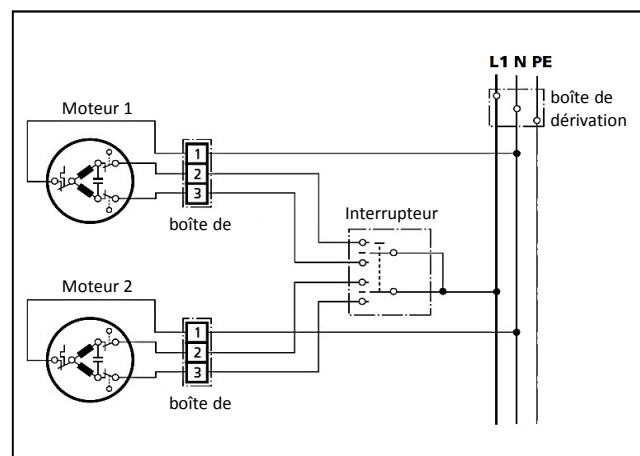 L1 N PE
boîte de
dérivation
Moteur 1
1
2
3
boîte de
Interrupteur
Moteur 2
1
2
3
boîte de